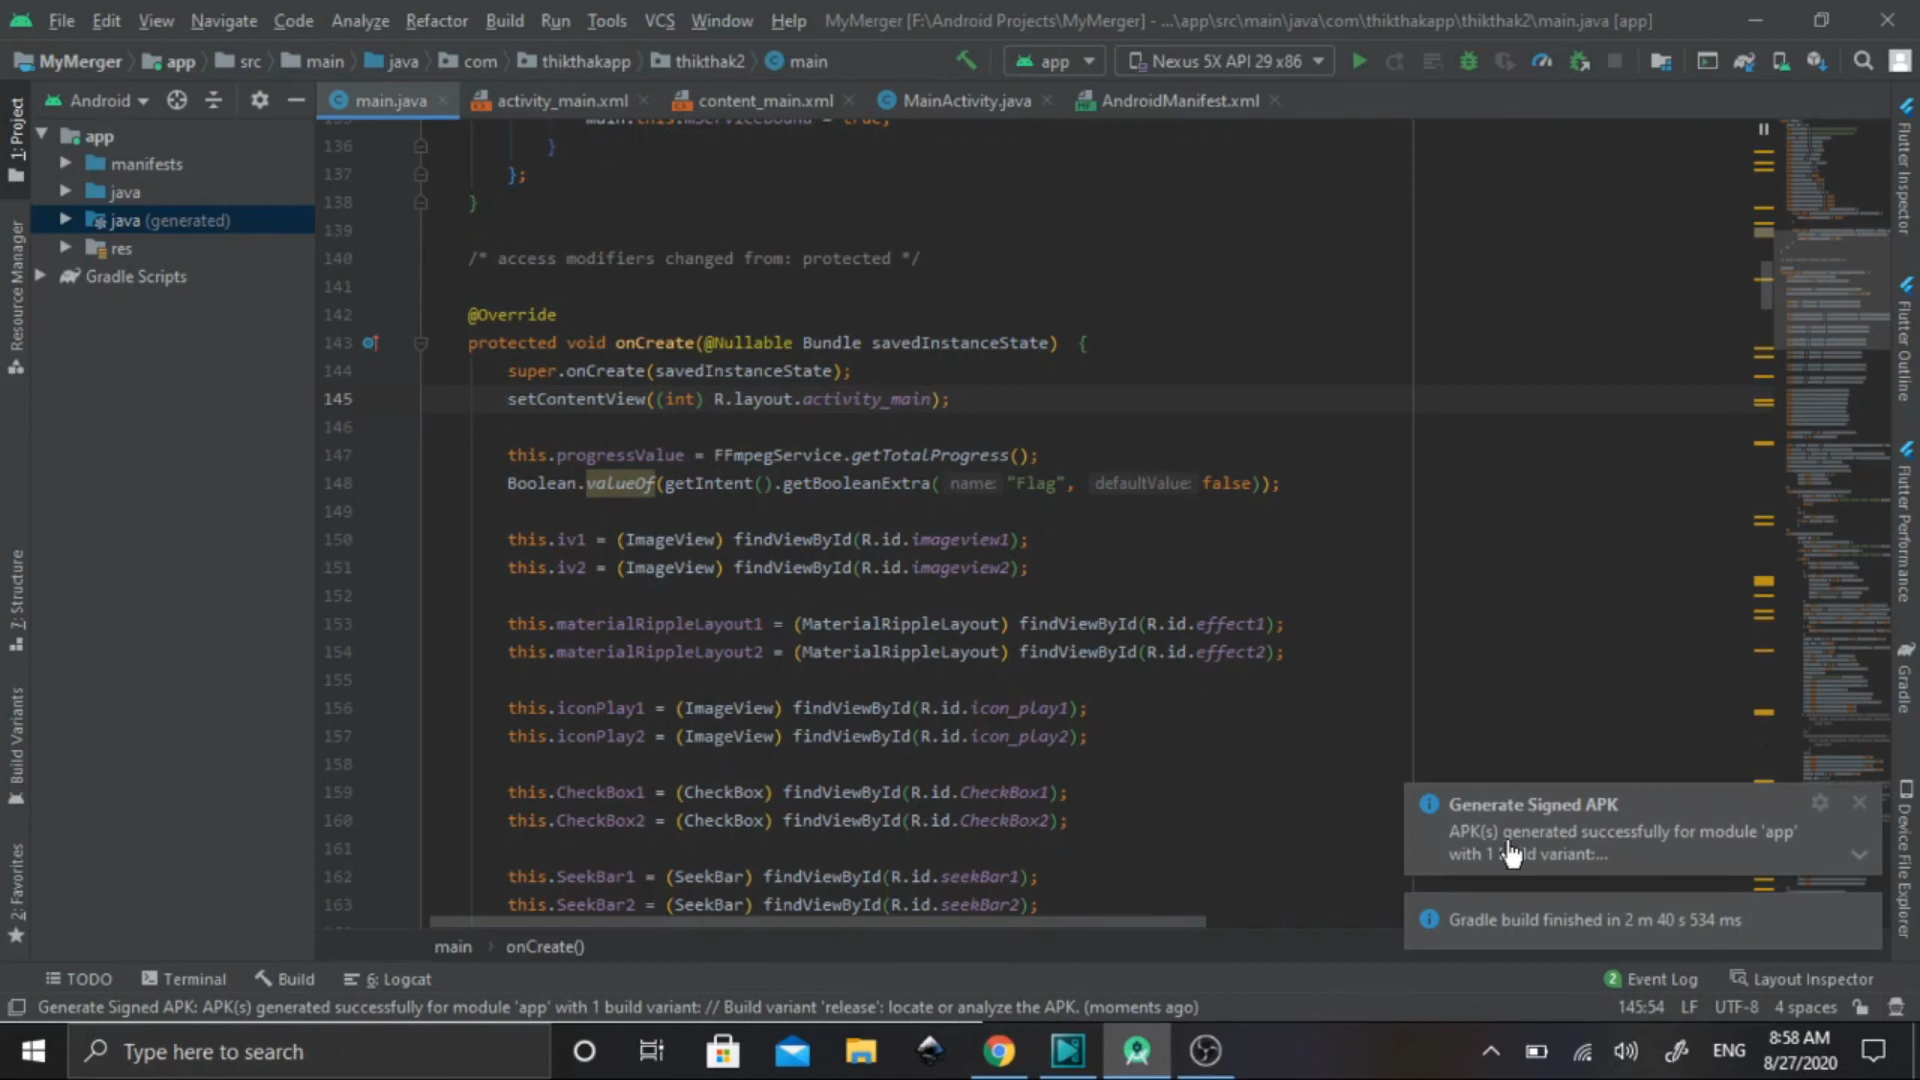 File Edit View Navigate Code Analyze Refactor Build Run Tools VCS Window Help MyMerger [F:\Android Projects\MyMerger] - ...\app\src\main\java\com\thikthakapp\thikthak2\main.java [app]
MyMerger app src main java com thikthakapp thikthak2 main app Nexus 5X API 29 x86
Android main.java activity_main.xml content_main.xml MainActivity.java AndroidManifest.xml
1: Project
Resource Manager
7: Structure
Build Variants
2: Favorites
app
manifests
java
java (generated)
res
Gradle Scripts
main.this.mServiceBound = true;
136 }
137 };
138 }
139
140 /* access modifiers changed from: protected */
141
142 @Override
143 protected void onCreate(@Nullable Bundle savedInstanceState) {
144 super.onCreate(savedInstanceState);
145 setContentView((int) R.layout.activity_main);
146
147 this.progressValue = FFmpegService.getTotalProgress();
148 Boolean.valueOf(getIntent().getBooleanExtra( name: "Flag", defaultValue: false));
149
150 this.iv1 = (ImageView) findViewById(R.id.imageview1);
151 this.iv2 = (ImageView) findViewById(R.id.imageview2);
152
153 this.materialRippleLayout1 = (MaterialRippleLayout) findViewById(R.id.effect1);
154 this.materialRippleLayout2 = (MaterialRippleLayout) findViewById(R.id.effect2);
155
156 this.iconPlay1 = (ImageView) findViewById(R.id.icon_play1);
157 this.iconPlay2 = (ImageView) findViewById(R.id.icon_play2);
158
159 this.CheckBox1 = (CheckBox) findViewById(R.id.CheckBox1);
160 this.CheckBox2 = (CheckBox) findViewById(R.id.CheckBox2);
161
162 this.SeekBar1 = (SeekBar) findViewById(R.id.seekBar1);
163 this.SeekBar2 = (SeekBar) findViewById(R.id.seekBar2);
Flutter Inspector
Flutter Outline
Flutter Performance
Gradle
Device File Explorer
Generate Signed APK
APK(s) generated successfully for module 'app'
with 1 build variant:...
Gradle build finished in 2 m 40 s 534 ms
main onCreate()
TODO Terminal Build 6: Logcat 2 Event Log Layout Inspector
Generate Signed APK: APK(s) generated successfully for module 'app' with 1 build variant: // Build variant 'release': locate or analyze the APK. (moments ago) 145:54 LF UTF-8 4 spaces
Type here to search ENG 8:58 AM
8/27/2020